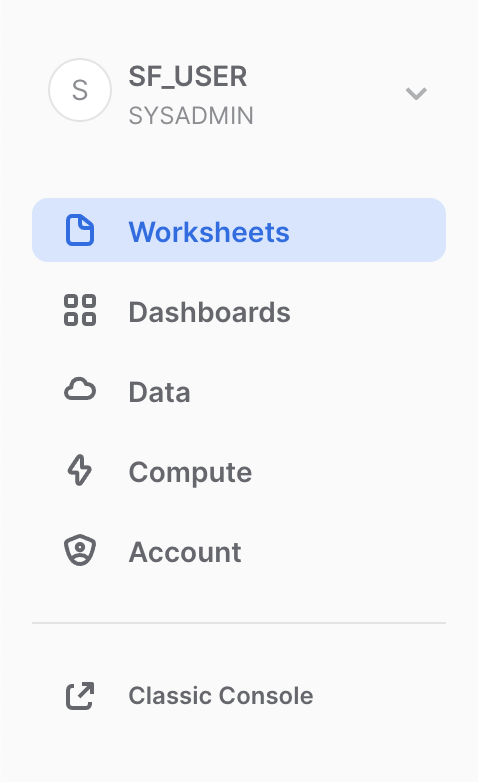 S
SF_USER
SYSADMIN
Worksheets
Dashboards
Data
Compute
Account
Classic Console